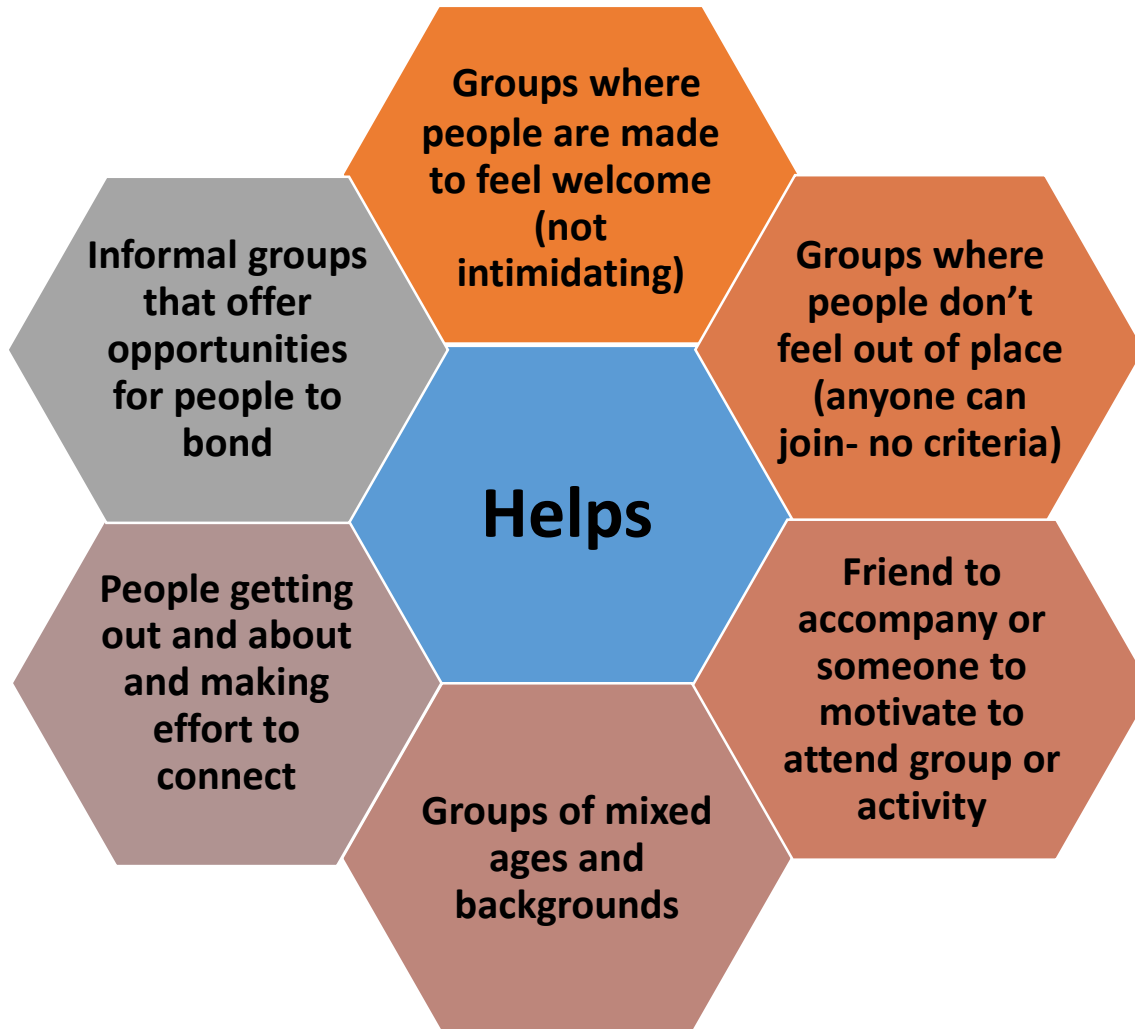 Groups where
people are made
to feel welcome
(not
intimidating)
Groups where
people don’t
feel out of place
(anyone can
join- no criteria)
Friend to
accompany or
someone to
motivate to
attend group or
activity
Groups of mixed
ages and
backgrounds
People getting
out and about
and making
effort to
connect
Informal groups
that offer
opportunities
for people to
bond
Helps